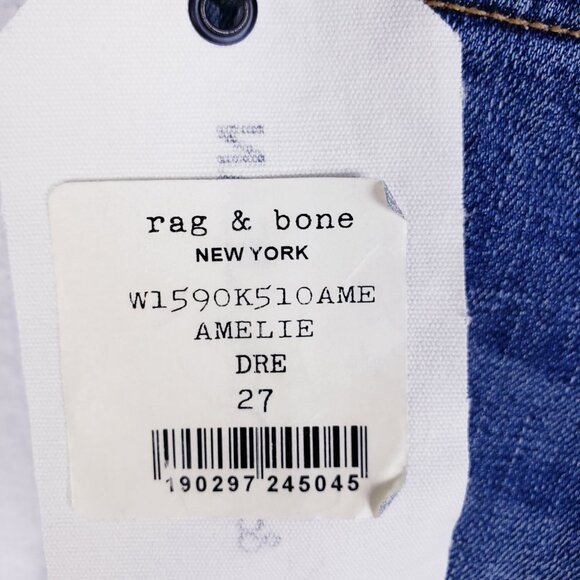 rag & bone
NEW YORK
W1590K510AME
AMELIE
DRE
27
190297 245045